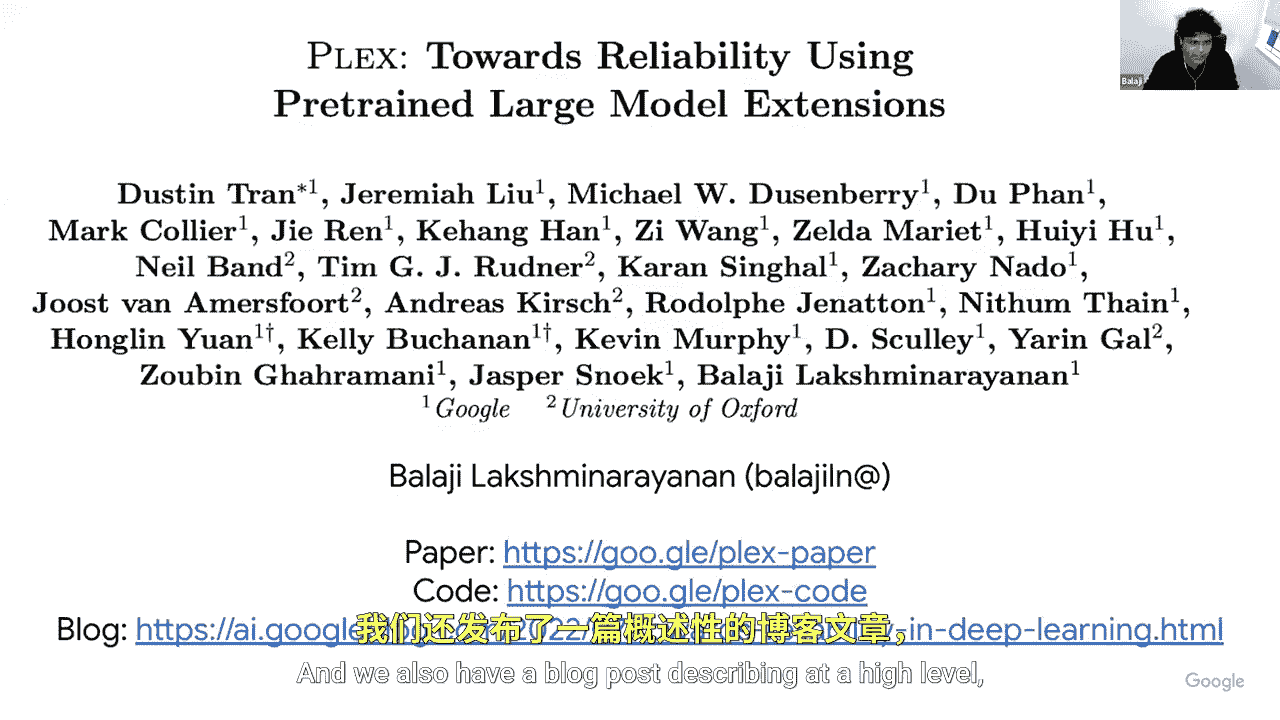 PLEX: Towards Reliability Using
Pretrained Large Model Extensions
Balaji
Dustin Tran*1, Jeremiah Liu1, Michael W. Dusenberry1, Du Phan1,
Mark Collier1, Jie Ren1, Kehang Han1, Zi Wang1, Zelda Mariet1, Huiyi Hu1,
Neil Band2, Tim G. J. Rudner2, Karan Singhal1, Zachary Nado1,
Joost van Amersfoort2, Andreas Kirsch2, Rodolphe Jenatton1, Nithum Thain1,
Honglin Yuan1†, Kelly Buchanan1†, Kevin Murphy1, D. Sculley1, Yarin Gal2,
Zoubin Ghahramani1, Jasper Snoek1, Balaji Lakshminarayanan1
1Google 2University of Oxford
Balaji Lakshminarayanan (balajiln@)
Paper: https://goo.gle/plex-paper
Code: https://goo.gle/plex-code
Blog: https://ai.google in-deep-learning.html
我们还发布了一篇概述性的博客文章，
And we also have a blog post describing at a high level,
Google